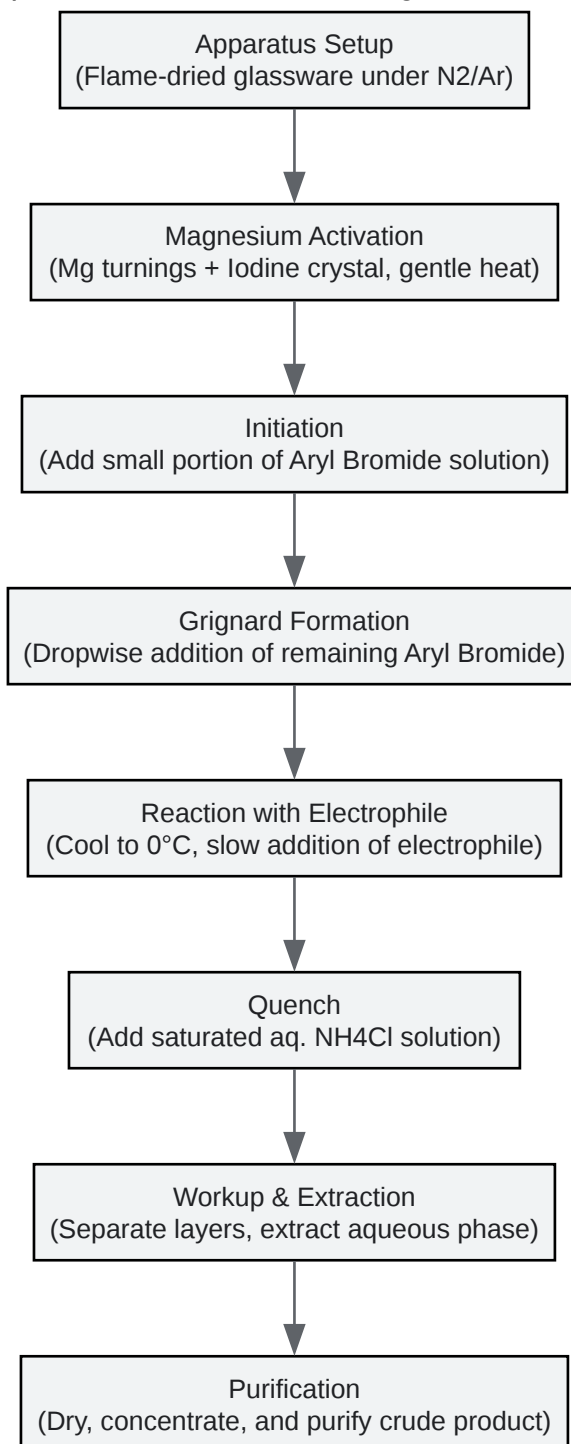 Apparatus Setup
(Flame-dried glassware under N2/Ar)
Magnesium Activation
(Mg turnings + Iodine crystal, gentle heat)
Initiation
(Add small portion of Aryl Bromide solution)
Grignard Formation
(Dropwise addition of remaining Aryl Bromide)
Reaction with Electrophile
(Cool to 0°C, slow addition of electrophile)
Quench
(Add saturated aq. NH4Cl solution)
Workup & Extraction
(Separate layers, extract aqueous phase)
Purification
(Dry, concentrate, and purify crude product)